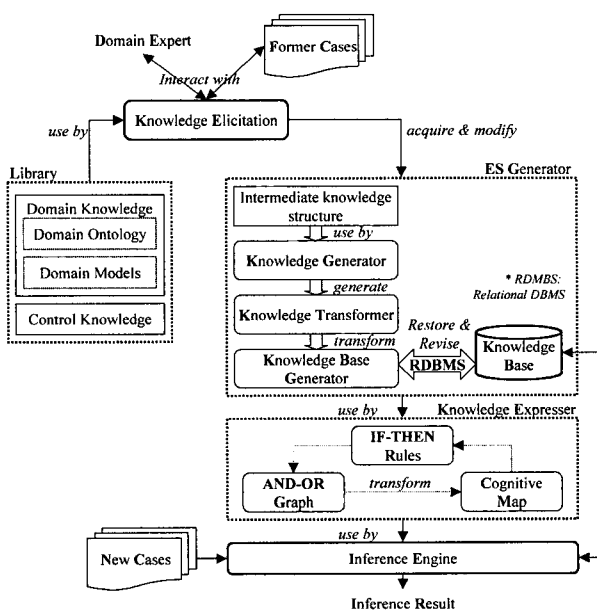 Domain Expert
Former Cases
Interact with
Knowledge Elicitation
use by
acquire & modify
Library
ES Generator
Domain Knowledge
Domain Ontology
Domain Models
Control Knowledge
Intermediate knowledge
structure
use by
Knowledge Generator
generate
Knowledge Transformer
transform
Knowledge Base
Generator
* RDMBS:
Relational DBMS
Restore &
Revise
RDBMS
Knowledge
Base
use by
Knowledge Expresser
IF-THEN
Rules
AND-OR
Graph
transform
Cognitive
Map
use by
New Cases
Inference Engine
Inference Result